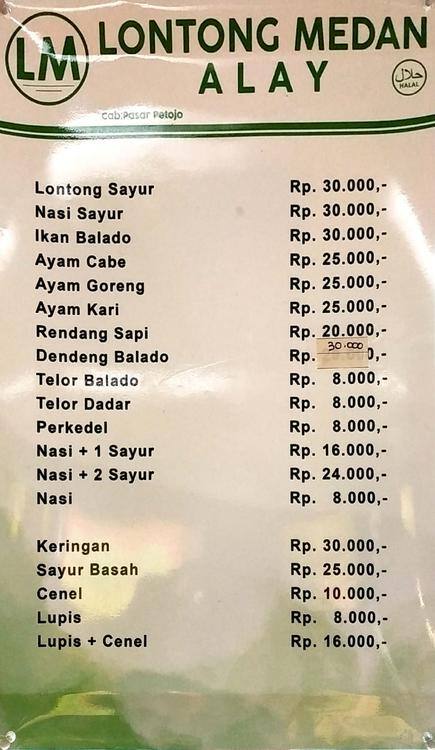 LM
LONTONG MEDAN
ALAY
حلال
HALAL
Cab:Pasar Petojo
Lontong Sayur Rp. 30.000,-
Nasi Sayur Rp. 30.000,-
Ikan Balado Rp. 30.000,-
Ayam Cabe Rp. 25.000,-
Ayam Goreng Rp. 25.000,-
Ayam Kari Rp. 25.000,-
Rendang Sapi Rp. 20.000,-
Dendeng Balado Rp. 30.000 0,-
Telor Balado Rp. 8.000,-
Telor Dadar Rp. 8.000,-
Perkedel Rp. 8.000,-
Nasi + 1 Sayur Rp. 16.000,-
Nasi + 2 Sayur Rp. 24.000,-
Nasi Rp. 8.000,-
Keringan Rp. 30.000,-
Sayur Basah Rp. 25.000,-
Cenel Rp. 10.000,-
Lupis Rp. 8.000,-
Lupis + Cenel Rp. 16.000,-